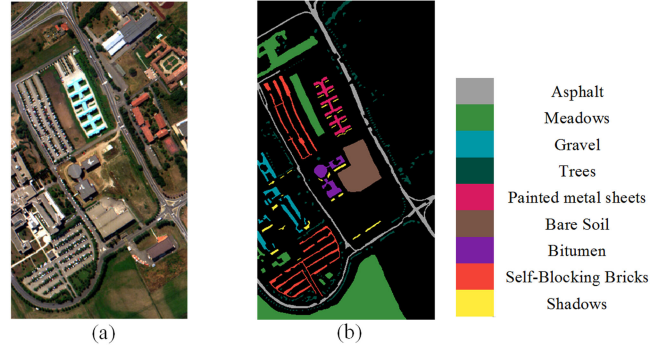 Asphalt
Meadows
Gravel
Trees
Painted metal sheets
Bare Soil
Bitumen
Self-Blocking Bricks
Shadows
(a)
(b)